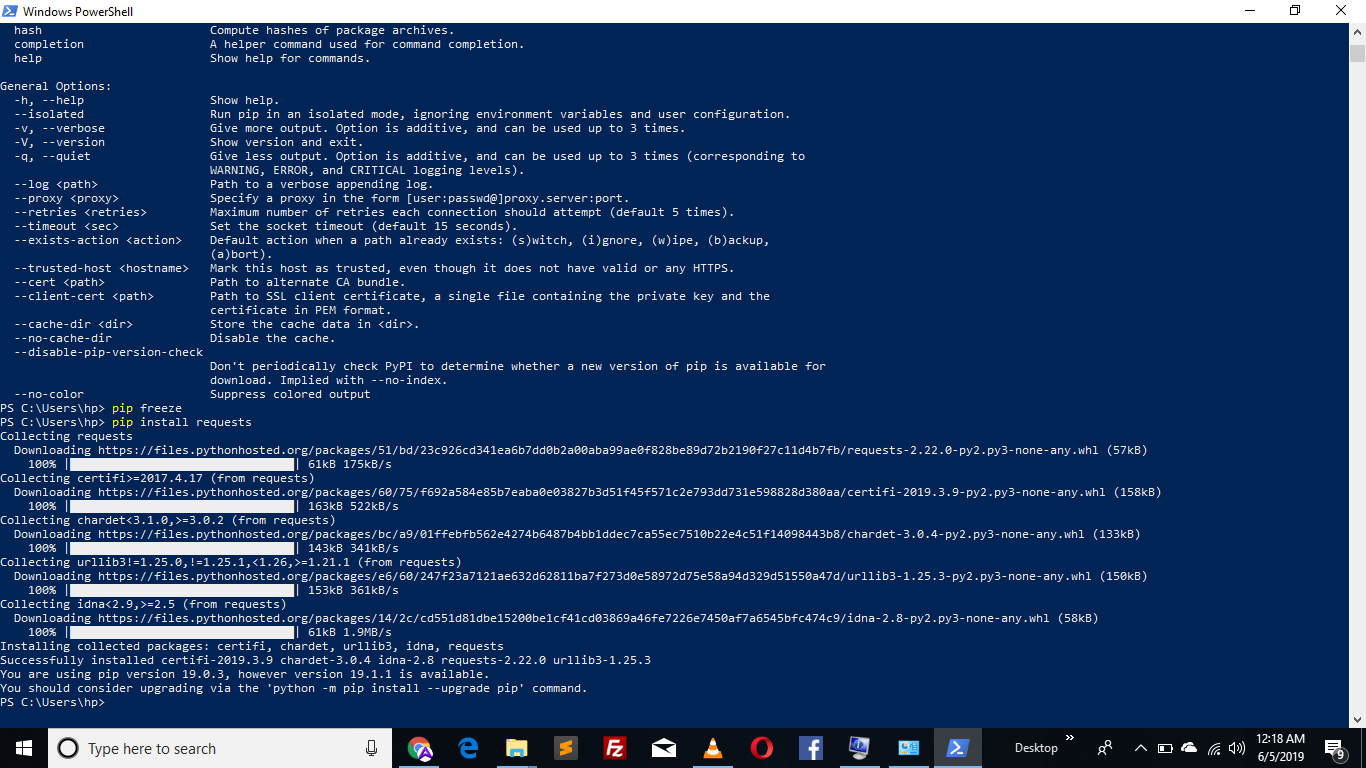 Windows PowerShell
hash Compute hashes of package archives.
completion A helper command used for command completion.
help Show help for commands.
General Options:
-h, --help Show help.
--isolated Run pip in an isolated mode, ignoring environment variables and user configuration.
-v, --verbose Give more output. Option is additive, and can be used up to 3 times.
-V, --version Show version and exit.
-q, --quiet Give less output. Option is additive, and can be used up to 3 times (corresponding to
WARNING, ERROR, and CRITICAL logging levels).
--log <path> Path to a verbose appending log.
--proxy <proxy> Specify a proxy in the form [user:passwd@]proxy.server:port.
--retries <retries> Maximum number of retries each connection should attempt (default 5 times).
--timeout <sec> Set the socket timeout (default 15 seconds).
--exists-action <action> Default action when a path already exists: (s)witch, (i)gnore, (w)ipe, (b)ackup,
(a)bort).
--trusted-host <hostname> Mark this host as trusted, even though it does not have valid or any HTTPS.
--cert <path> Path to alternate CA bundle.
--client-cert <path> Path to SSL client certificate, a single file containing the private key and the
certificate in PEM format.
--cache-dir <dir> Store the cache data in <dir>.
--no-cache-dir Disable the cache.
--disable-pip-version-check
Don't periodically check PyPI to determine whether a new version of pip is available for
download. Implied with --no-index.
--no-color Suppress colored output
PS C:\Users\hp> pip freeze
PS C:\Users\hp> pip install requests
Collecting requests
Downloading https://files.pythonhosted.org/packages/51/bd/23c926cd341ea6b7dd0b2a00aba99ae0f828be89d72b2190f27c11d4b7fb/requests-2.22.0-py2.py3-none-any.whl (57kB)
100% || 61kB 175kB/s
Collecting certifi>=2017.4.17 (from requests)
Downloading https://files.pythonhosted.org/packages/60/75/f692a584e85b7eaba0e03827b3d51f45f571c2e793dd731e598828d380aa/certifi-2019.3.9-py2.py3-none-any.whl (158kB)
100% || 163kB 522kB/s
Collecting chardet<3.1.0,>=3.0.2 (from requests)
Downloading https://files.pythonhosted.org/packages/bc/a9/01ffebfb562e4274b6487b4bb1ddec7ca55ec7510b22e4c51f14098443b8/chardet-3.0.4-py2.py3-none-any.whl (133kB)
100% || 143kB 341kB/s
Collecting urllib3!=1.25.0,!=1.25.1,<1.26,>=1.21.1 (from requests)
Downloading https://files.pythonhosted.org/packages/e6/60/247f23a7121ae632d62811ba7f273d0e58972d75e58a94d329d51550a47d/urllib3-1.25.3-py2.py3-none-any.whl (150kB)
100% || 153kB 361kB/s
Collecting idna<2.9,>=2.5 (from requests)
Downloading https://files.pythonhosted.org/packages/14/2c/cd551d81dbe15200be1cf41cd03869a46fe7226e7450af7a6545bfc474c9/idna-2.8-py2.py3-none-any.whl (58kB)
100% || 61kB 1.9MB/s
Installing collected packages: certifi, chardet, urllib3, idna, requests
Successfully installed certifi-2019.3.9 chardet-3.0.4 idna-2.8 requests-2.22.0 urllib3-1.25.3
You are using pip version 19.0.3, however version 19.1.1 is available.
You should consider upgrading via the 'python -m pip install --upgrade pip' command.
PS C:\Users\hp>
Type here to search
Desktop
12:18 AM
6/5/2019
9